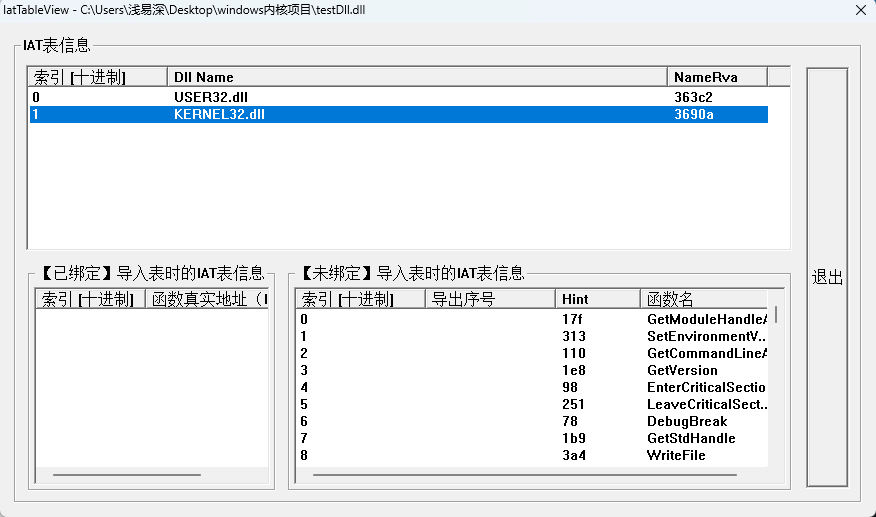 IatTableView - C:\Users\浅易深\Desktop\windows内核项目\testDll.dll
IAT表信息
索引 [十进制] Dll Name NameRva
0 USER32.dll 363c2
1 KERNEL32.dll 3690a
退出
【已绑定】导入表时的IAT表信息
索引 [十进制] 函数真实地址（I
【未绑定】导入表时的IAT表信息
索引 [十进制] 导出序号 Hint 函数名
0 17f GetModuleHandleA
1 313 SetEnvironmentV...
2 110 GetCommandLineA
3 1e8 GetVersion
4 98 EnterCriticalSectio
5 251 LeaveCriticalSect...
6 78 DebugBreak
7 1b9 GetStdHandle
8 3a4 WriteFile